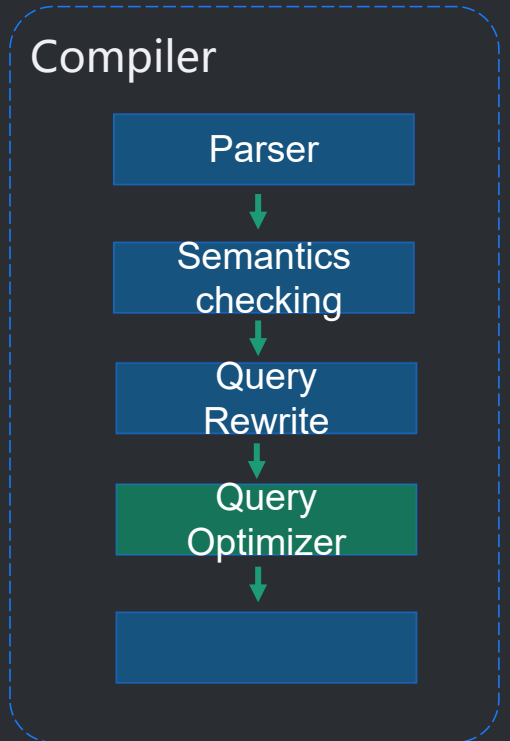 Compiler
Parser
Semantics
checking
Query
Rewrite
Query
Optimizer